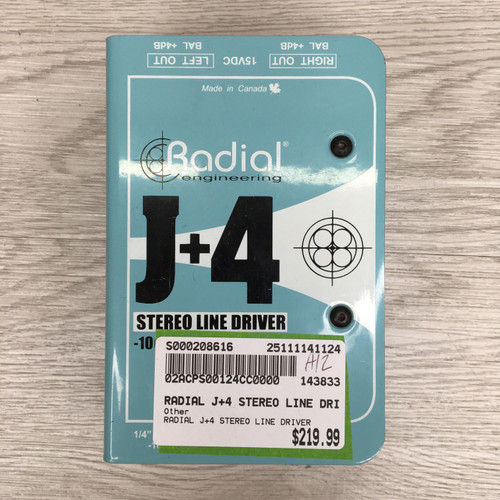 RIGHT OUT 15VDC LEFT OUT
BAL +4dB BAL +4dB
Made in Canada
Radial®
engineering
J+4
STEREO LINE DRIVER
-10
S000208616 25111141124
A12
02ACPS00124CC0000 143833
RADIAL J+4 STEREO LINE DRI
Other
RADIAL J+4 STEREO LINE DRIVER
$219.99
1/4"